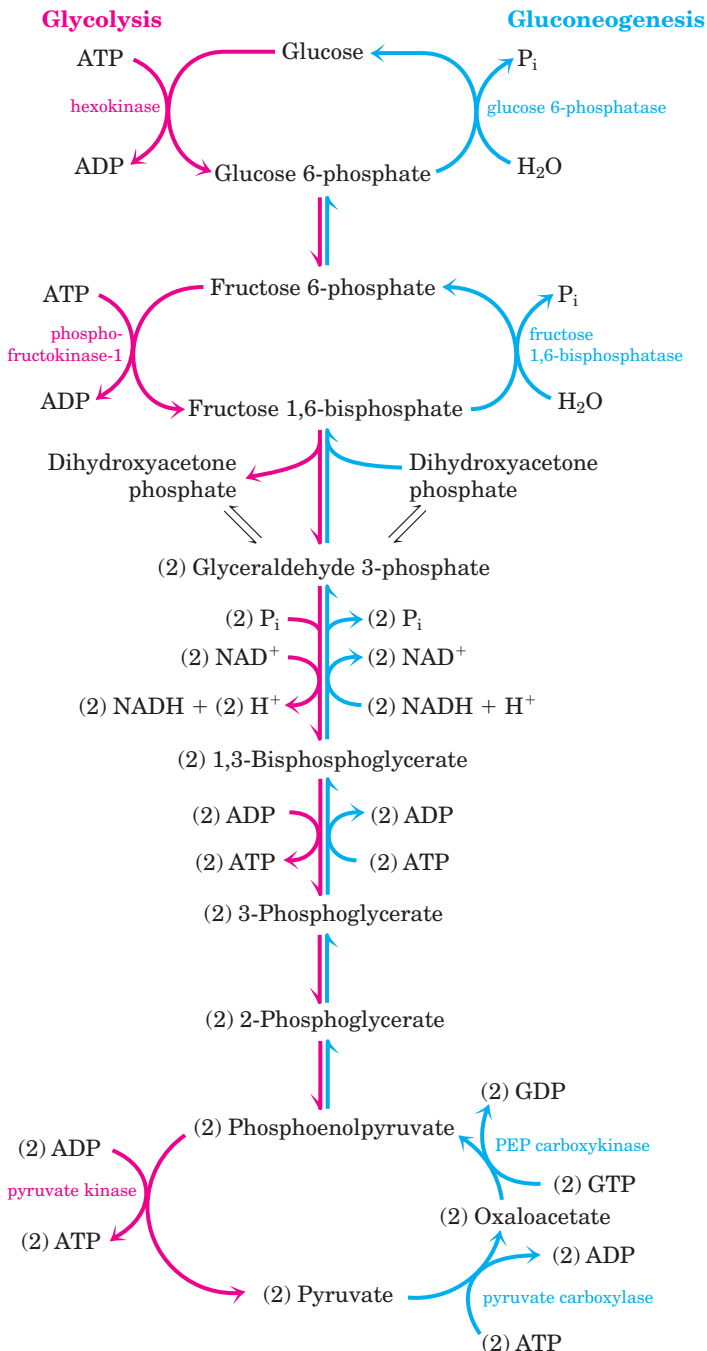 Glycolysis
Gluconeogenesis
ATP
Glucose
Pᵢ
hexokinase
glucose 6-phosphatase
ADP
Glucose 6-phosphate
H₂O
ATP
Fructose 6-phosphate
Pᵢ
phospho-
fructokinase-1
fructose
1,6-bisphosphatase
ADP
Fructose 1,6-bisphosphate
H₂O
Dihydroxyacetone
phosphate
Dihydroxyacetone
phosphate
(2) Glyceraldehyde 3-phosphate
(2) Pᵢ
(2) Pᵢ
(2) NAD⁺
(2) NAD⁺
(2) NADH + (2) H⁺
(2) NADH + H⁺
(2) 1,3-Bisphosphoglycerate
(2) ADP
(2) ADP
(2) ATP
(2) ATP
(2) 3-Phosphoglycerate
(2) 2-Phosphoglycerate
(2) GDP
(2) Phosphoenolpyruvate
(2) ADP
PEP carboxykinase
pyruvate kinase
(2) GTP
(2) Oxaloacetate
(2) ATP
(2) ADP
(2) Pyruvate
pyruvate carboxylase
(2) ATP